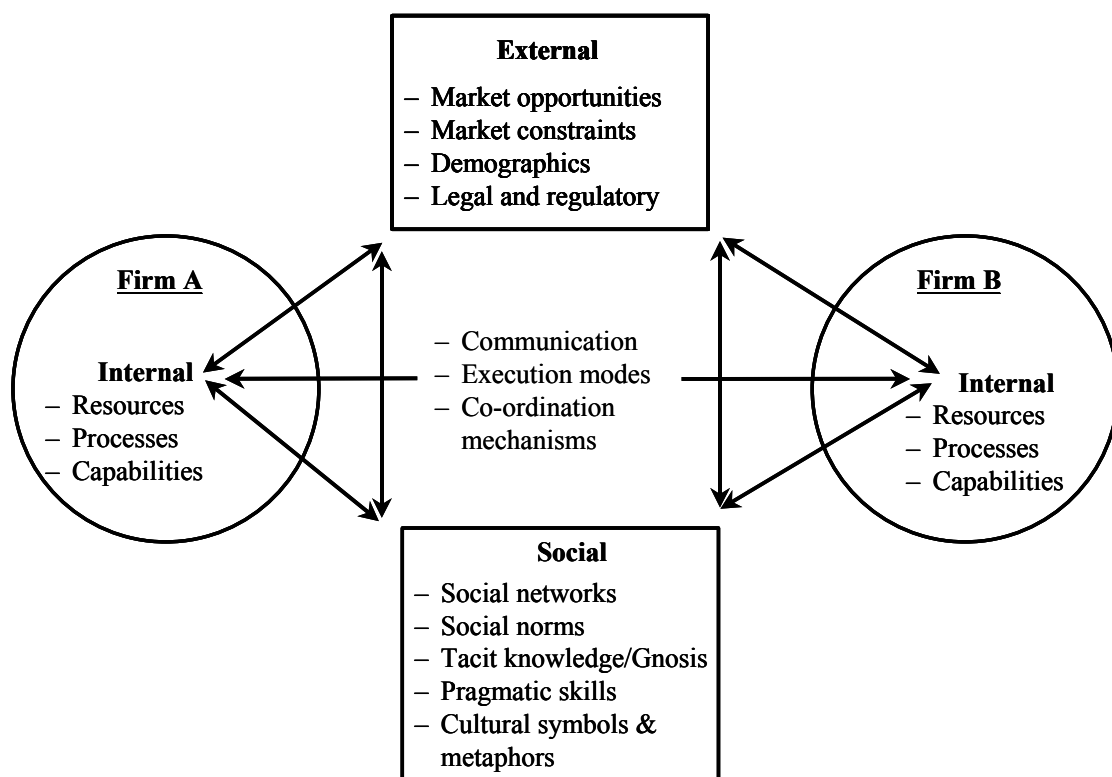 External
– Market opportunities
– Market constraints
– Demographics
– Legal and regulatory
Firm A
Internal
– Resources
– Processes
– Capabilities
– Communication
– Execution modes
– Co-ordination
mechanisms
Firm B
Internal
– Resources
– Processes
– Capabilities
Social
– Social networks
– Social norms
– Tacit knowledge/Gnosis
– Pragmatic skills
– Cultural symbols &
metaphors